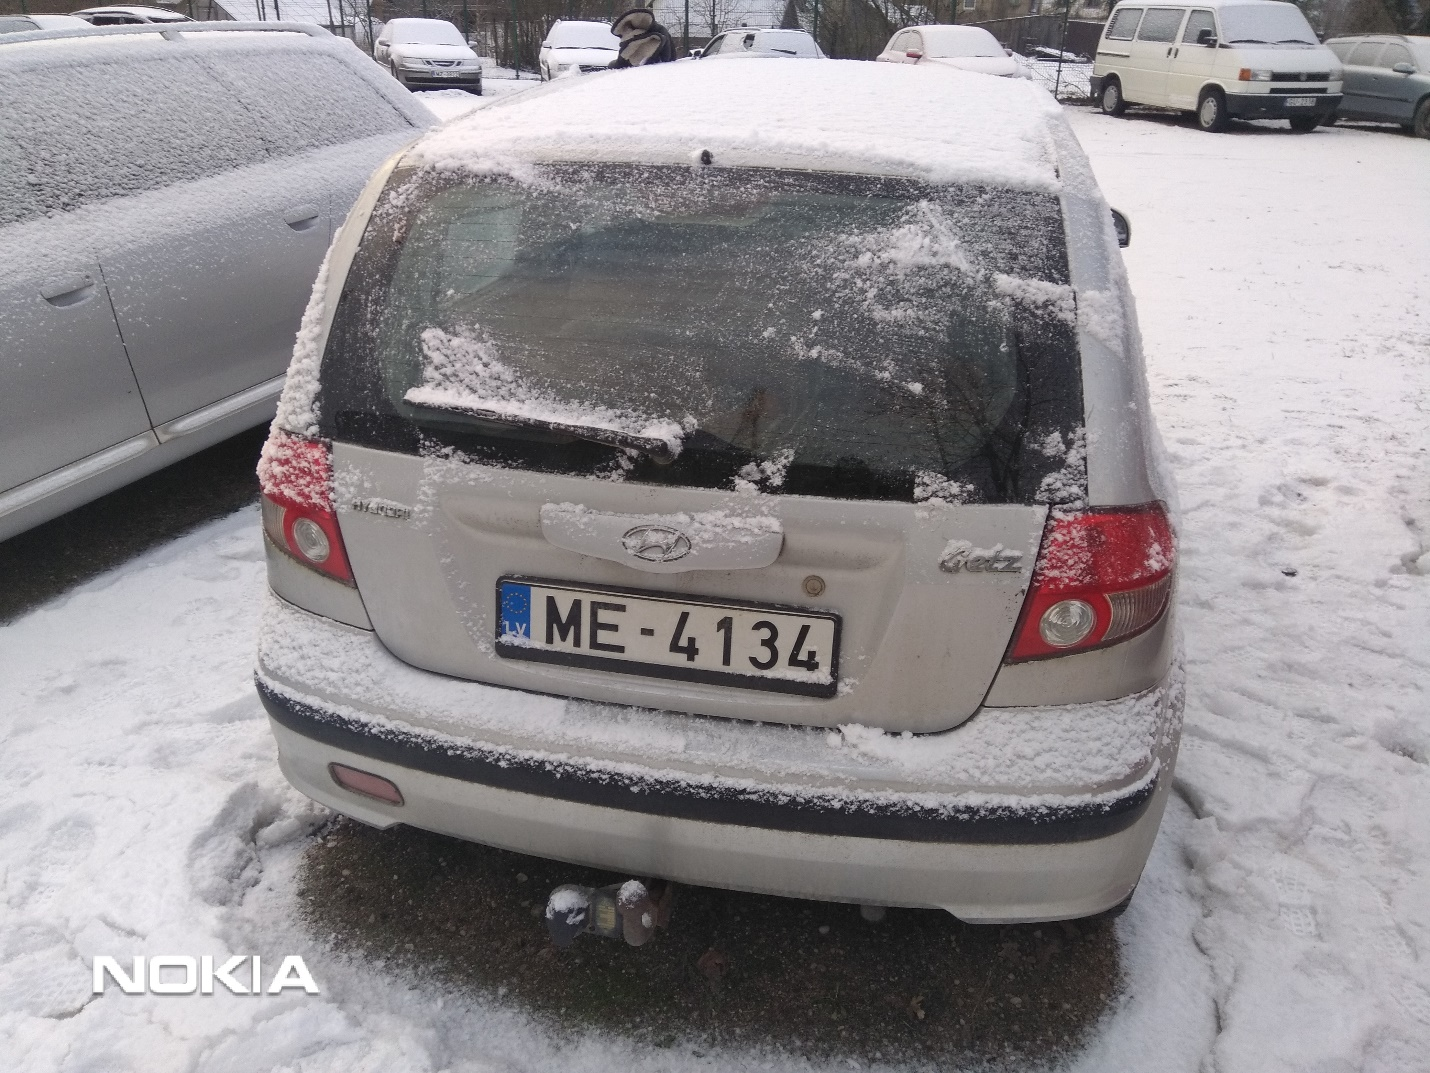 HYUNDAI
Getz
LV
ME-4134
NOKIA